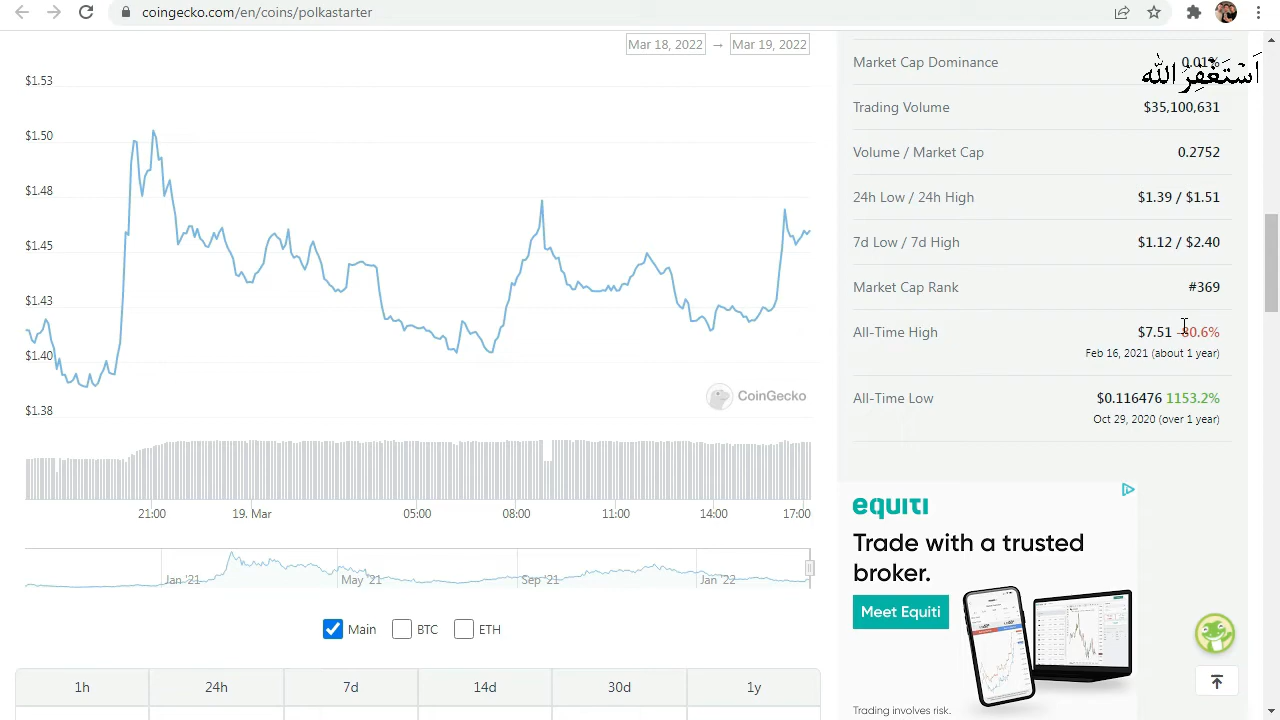 coingecko.com/en/coins/polkastarter
Mar 18, 2022 → Mar 19, 2022
$1.53
$1.50
$1.48
$1.45
$1.43
$1.40
$1.38
CoinGecko
21:00 19. Mar 05:00 08:00 11:00 14:00 17:00
Jan '21 May '21 Sep '21 Jan '22
Main BTC ETH
1h 24h 7d 14d 30d 1y
اَسْتَغْفِرُ اللّٰه
Market Cap Dominance 0.01%
Trading Volume $35,100,631
Volume / Market Cap 0.2752
24h Low / 24h High $1.39 / $1.51
7d Low / 7d High $1.12 / $2.40
Market Cap Rank #369
All-Time High $7.51 -80.6%
Feb 16, 2021 (about 1 year)
All-Time Low $0.116476 1153.2%
Oct 29, 2020 (over 1 year)
equiti
Trade with a trusted
broker.
Meet Equiti
Trading involves risk.